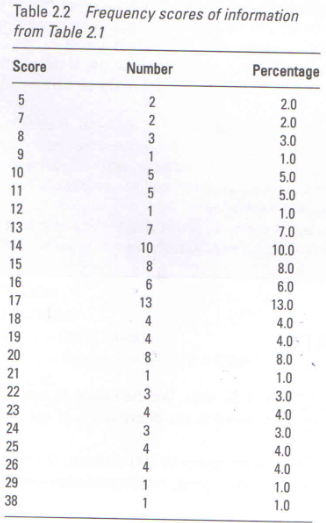 Table 2.2 Frequency scores of information
from Table 2.1
Score Number Percentage
5 2 2.0
7 2 2.0
8 3 3.0
9 1 1.0
10 5 5.0
11 5 5.0
12 1 1.0
13 7 7.0
14 10 10.0
15 8 8.0
16 6 6.0
17 13 13.0
18 4 4.0
19 4 4.0
20 8 8.0
21 1 1.0
22 3 3.0
23 4 4.0
24 3 3.0
25 4 4.0
26 4 4.0
29 1 1.0
38 1 1.0